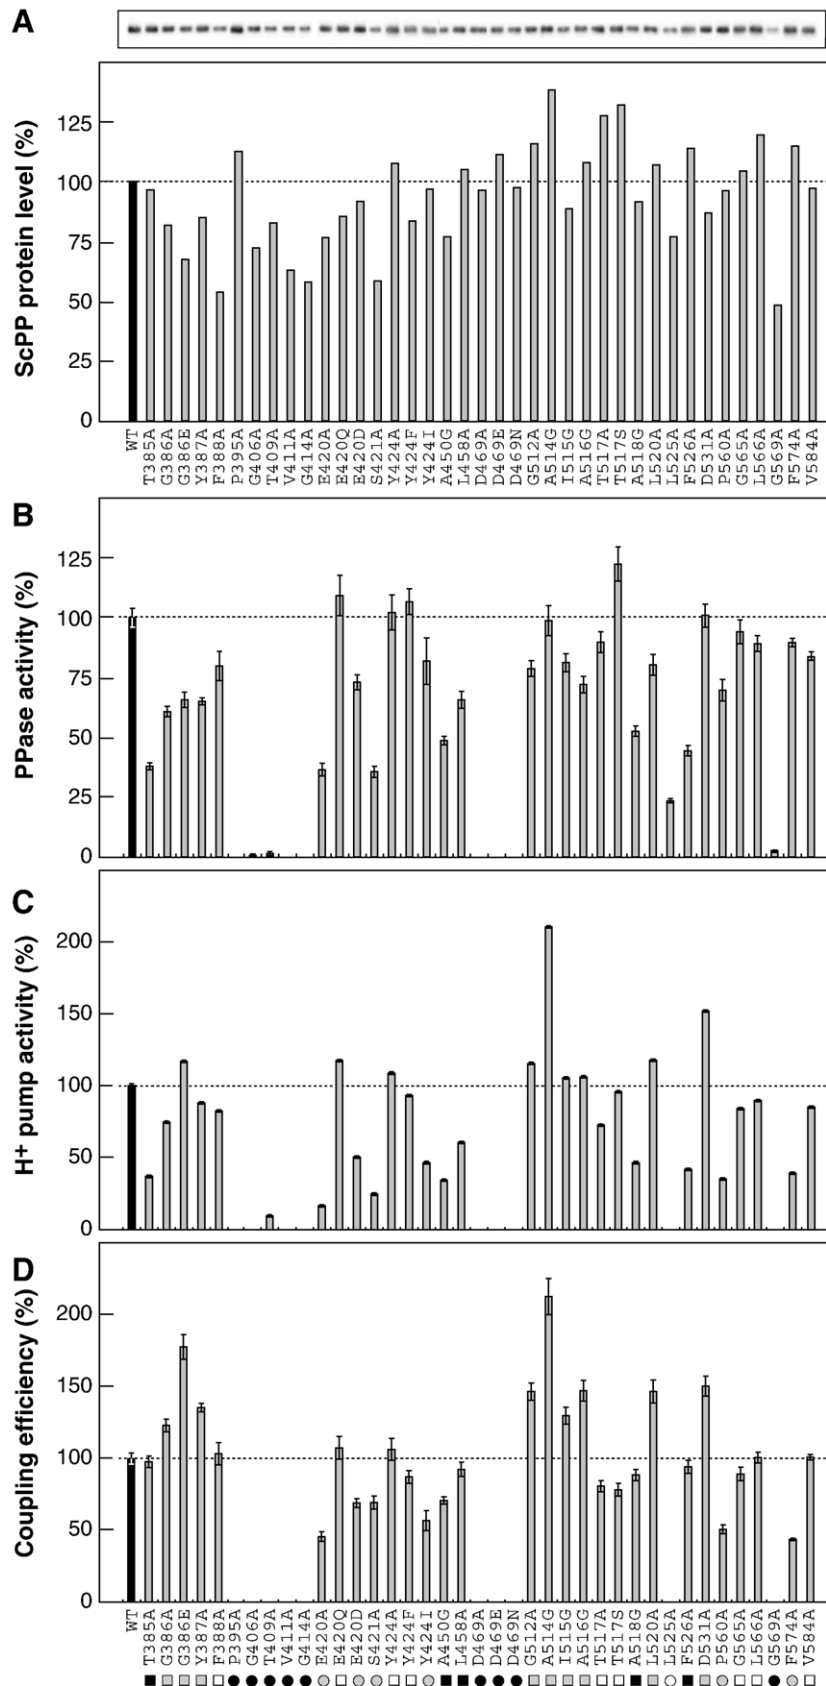 A
ScPP protein level (%)
125
100
75
50
25
0
WT T385A G386A G386E Y387A F388A P395A G406A T409A V411A G414A E420A E420Q E420D S421A Y424A Y424F Y424I A450G L458A D469A D469E D469N G512A A514G I515G A516G T517A T517S A518G L520A L525A F526A D531A P560A G565A L566A G569A F574A V584A
B
PPase activity (%)
125
100
75
50
25
0
C
H+ pump activity (%)
200
150
100
50
0
D
Coupling efficiency (%)
200
150
100
50
0
WT T385A G386A G386E Y387A F388A P395A G406A T409A V411A G414A E420A E420Q E420D S421A Y424A Y424F Y424I A450G L458A D469A D469E D469N G512A A514G I515G A516G T517A T517S A518G L520A L525A F526A D531A P560A G565A L566A G569A F574A V584A